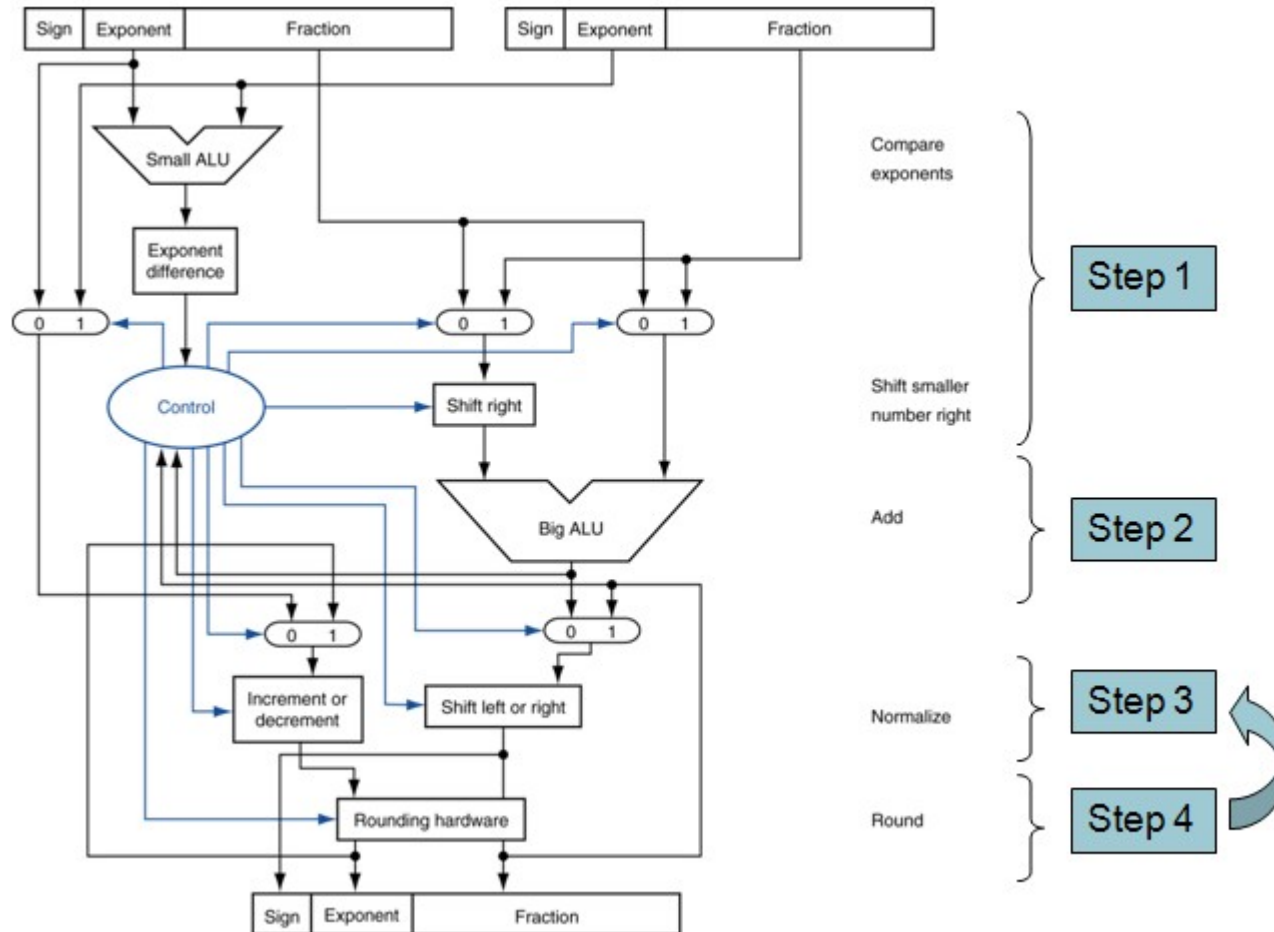 Sign Exponent Fraction
Sign Exponent Fraction
Small ALU
Compare
exponents
Exponent
difference
Step 1
0 1
0 1
0 1
Control
Shift right
Shift smaller
number right
Big ALU
Add
Step 2
0 1
0 1
Increment or
decrement
Shift left or right
Normalize
Step 3
Rounding hardware
Round
Step 4
Sign Exponent Fraction